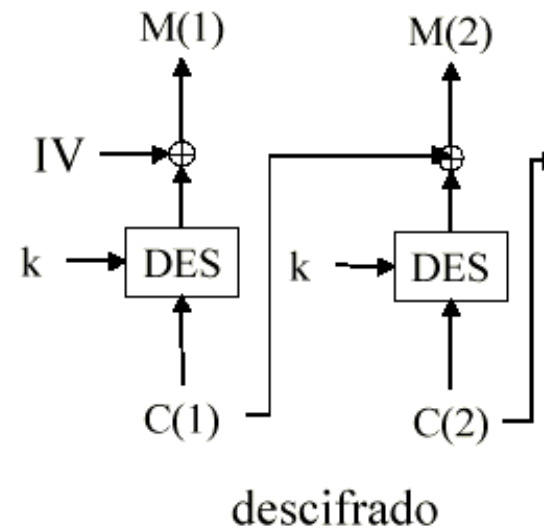 M(1) M(2)
IV
k DES k DES
C(1) C(2)
descifrado